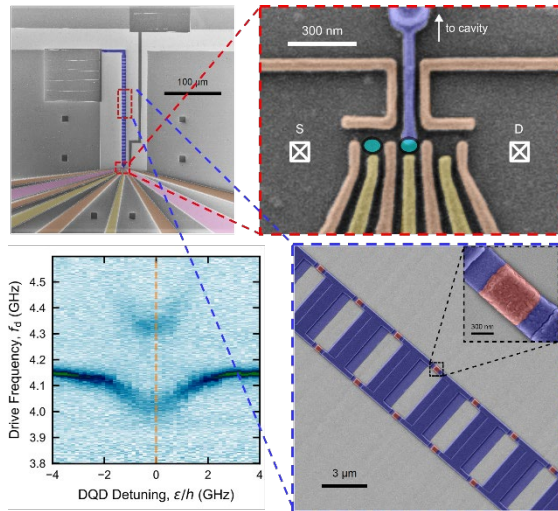 100 µm
300 nm
to cavity
S
D
Drive Frequency, f_d (GHz)
4.5
4.4
4.3
4.2
4.1
4.0
3.9
3.8
−4
−2
0
2
4
DQD Detuning, ε/h (GHz)
300 nm
3 µm